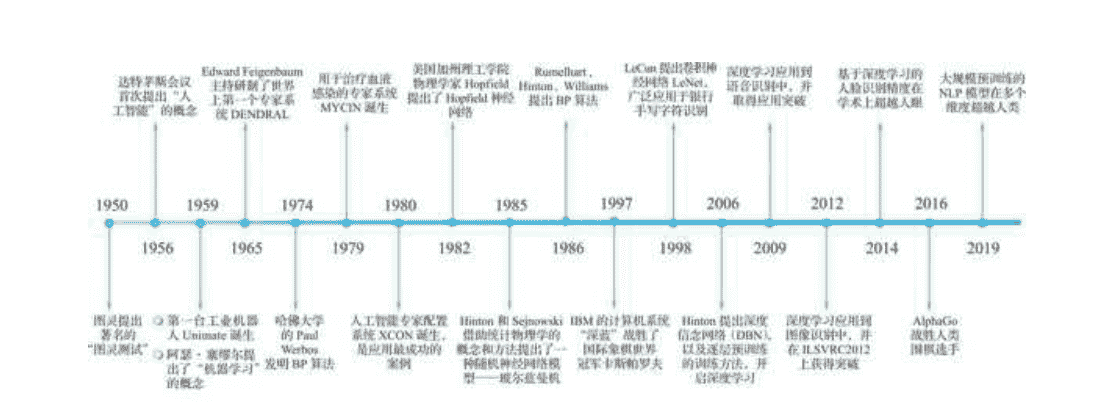 达特茅斯会议
首次提出“人
工智能”的概念
Edward Feigenbaum
主持研制了世界
上第一个专家系
统 DENDRAL
用于治疗血液
感染的专家系统
MYCIN 诞生
美国加州理工学院
物理学家 Hopfield
提出了 Hopfield 神经
网络
Rumelhart、
Hinton、Williams
提出 BP 算法
LeCun 提出卷积神
经网络 LeNet，
广泛应用于银行
手写字符识别
深度学习应用到
语音识别中，并
取得应用突破
基于深度学习的
人脸识别精度在
学术上超越人眼
大规模预训练的
NLP 模型在多个
维度超越人类
1950 1959 1974 1980 1985 1997 2006 2012 2016
1956 1965 1979 1982 1986 1998 2009 2014 2019
图灵提出
著名的
“图灵测试”
第一台工业机器
人 Unimate 诞生
阿瑟·塞缪尔提
出了“机器学习”
的概念
哈佛大学
的 Paul
Werbos
发明 BP 算法
人工智能专家配置
系统 XCON 诞生，
是应用最成功的
案例
Hinton 和 Sejnowski
借助统计物理学的
概念和方法提出了一
种随机神经网络模
型——玻尔兹曼机
IBM 的计算机系统
“深蓝”战胜了
国际象棋世界
冠军卡斯帕罗夫
Hinton 提出深度
信念网络（DBN），
以及逐层预训练
的训练方法，开
启深度学习
深度学习应用到
图像识别中，并
在 ILSVRC2012
上获得突破
AlphaGo
战胜人类
围棋选手